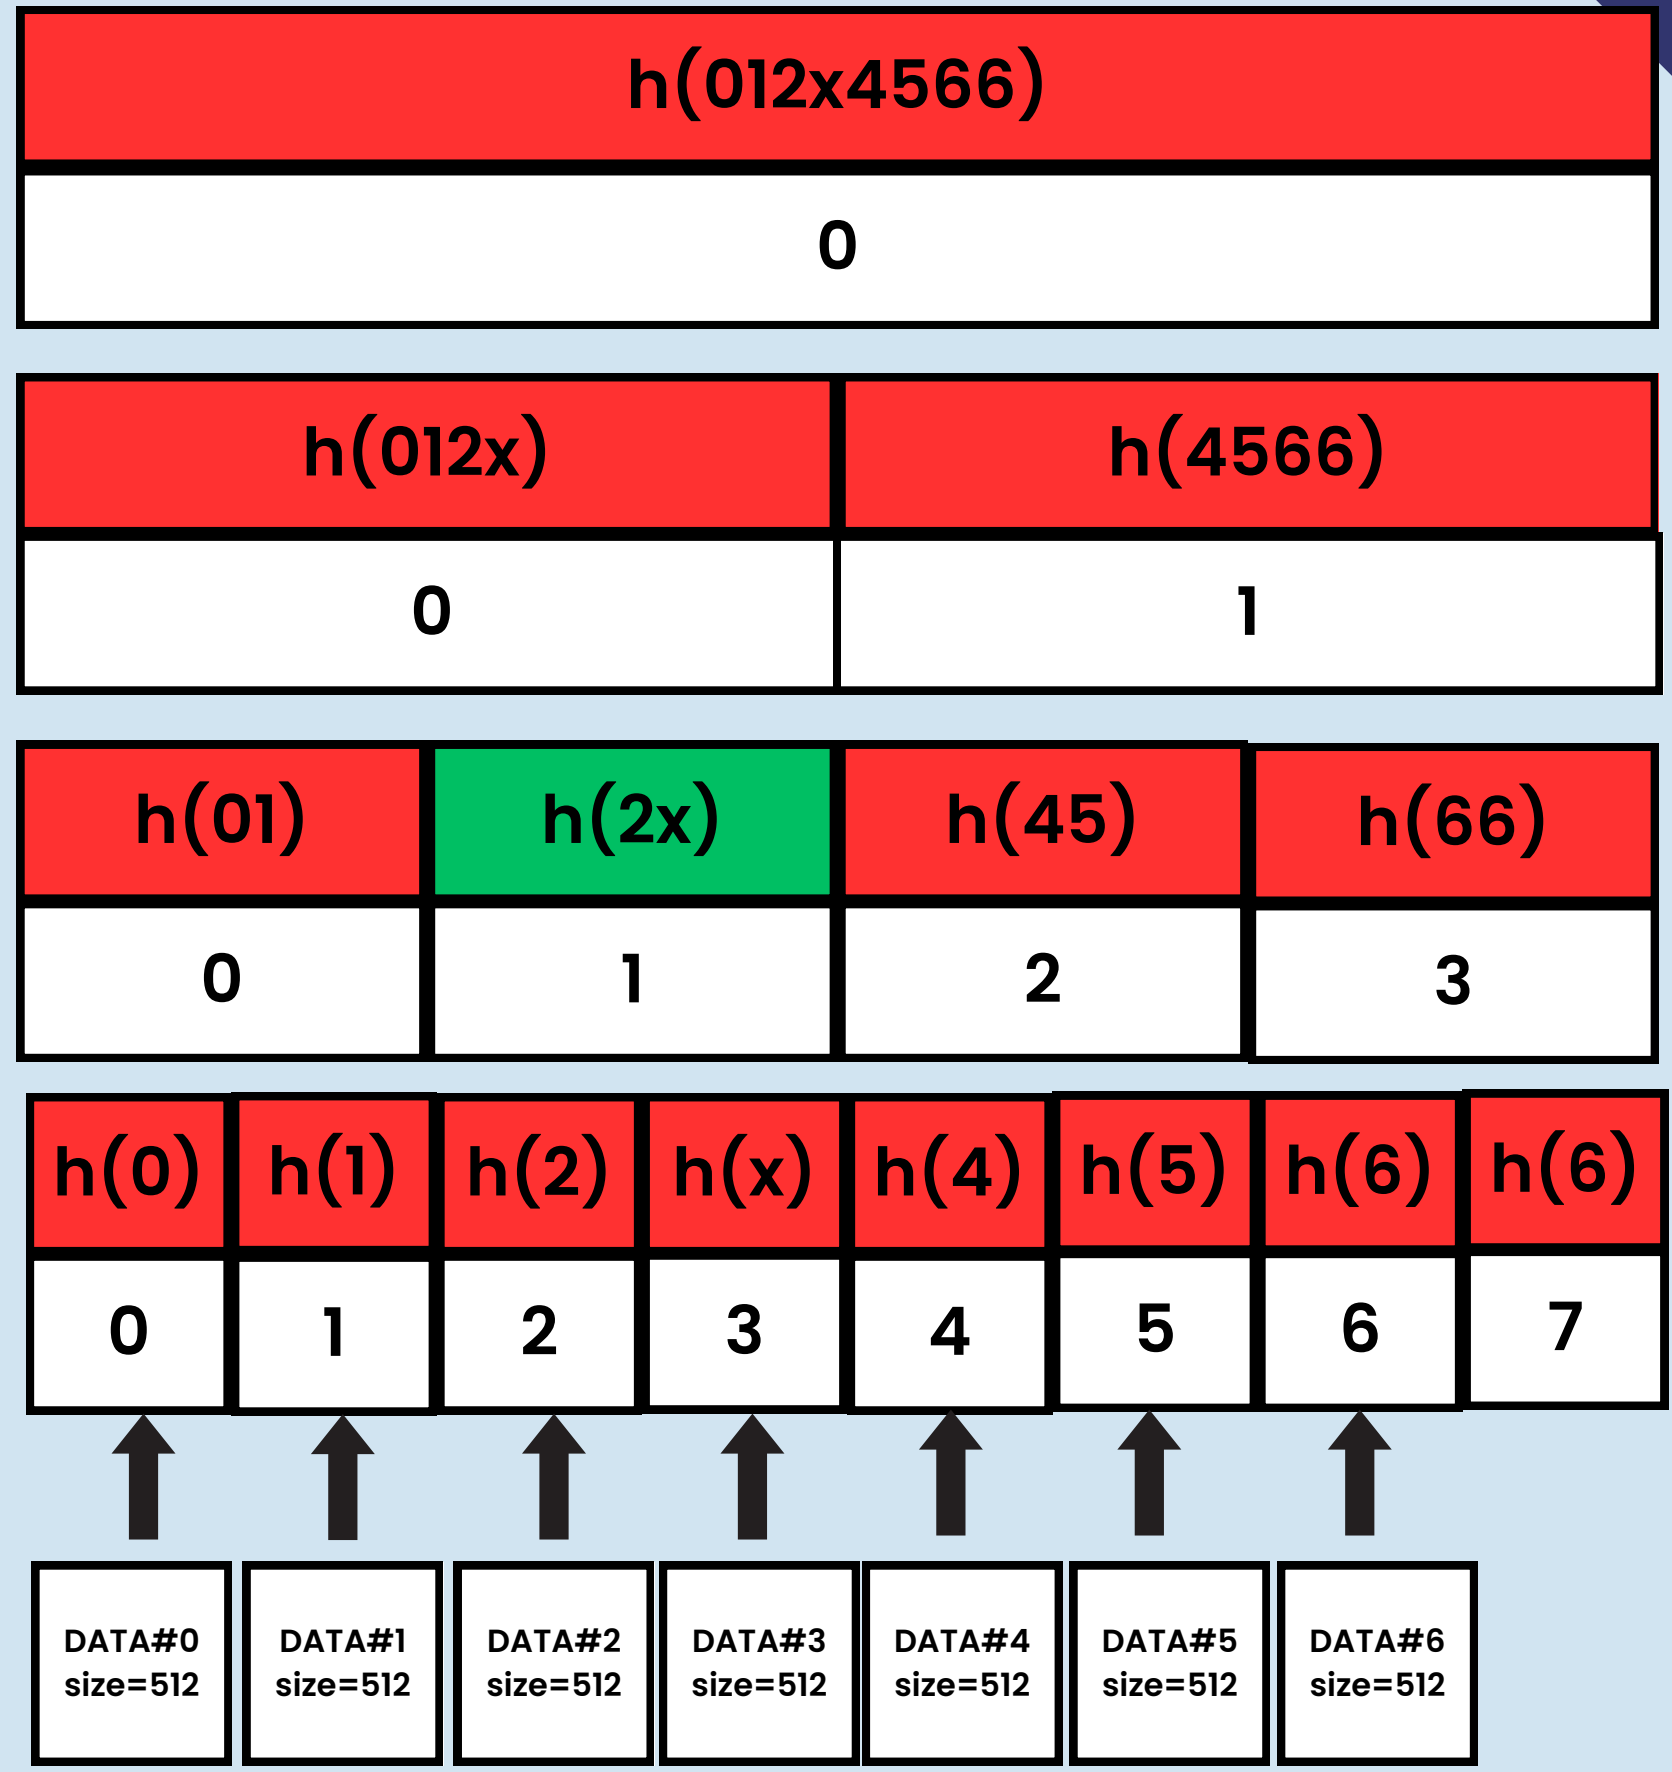 h(012x4566)
0
h(012x) h(4566)
0 1
h(01) h(2x) h(45) h(66)
0 1 2 3
h(0) h(1) h(2) h(x) h(4) h(5) h(6) h(6)
0 1 2 3 4 5 6 7
DATA#0 DATA#1 DATA#2 DATA#3 DATA#4 DATA#5 DATA#6
size=512 size=512 size=512 size=512 size=512 size=512 size=512